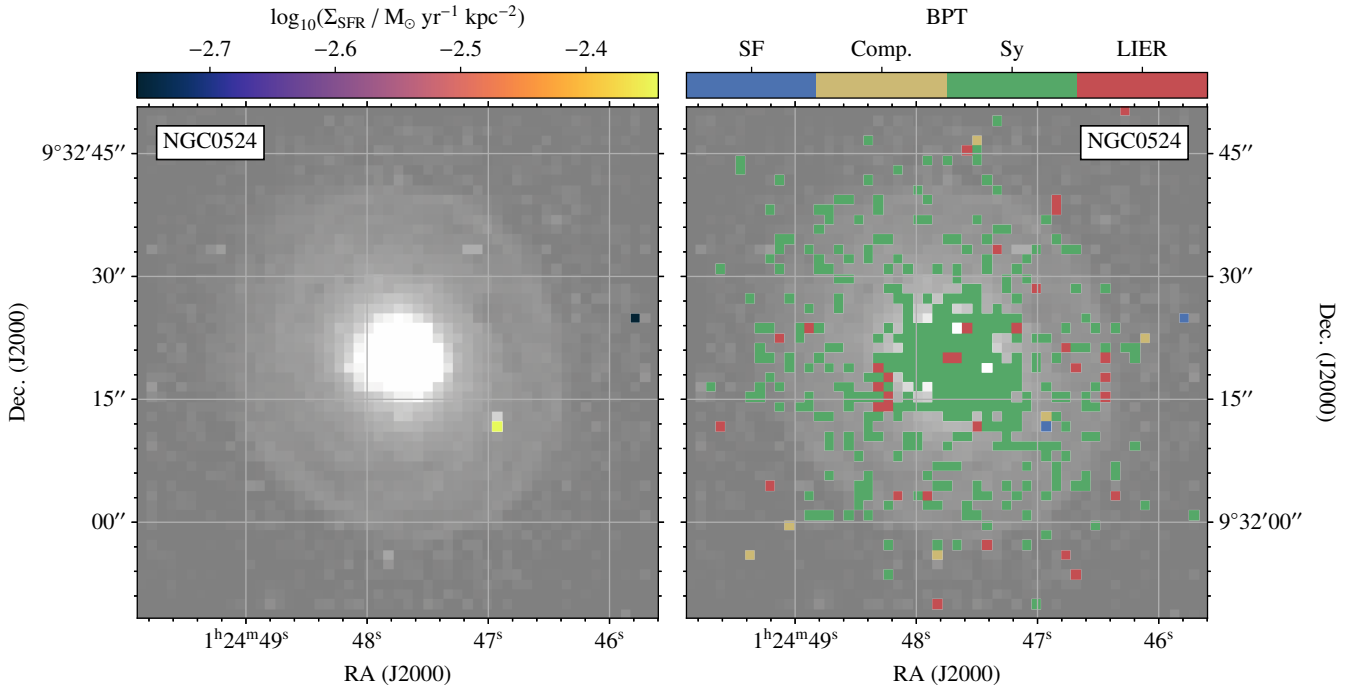 log₁₀(Σ_SFR / M_⊙ yr⁻¹ kpc⁻²)
−2.7 −2.6 −2.5 −2.4
NGC0524
9°32′45″
30″
15″
00″
Dec. (J2000)
1ʰ24ᵐ49ˢ 48ˢ 47ˢ 46ˢ
RA (J2000)
BPT
SF Comp. Sy LIER
NGC0524
45″
30″
15″
9°32′00″
Dec. (J2000)
1ʰ24ᵐ49ˢ 48ˢ 47ˢ 46ˢ
RA (J2000)